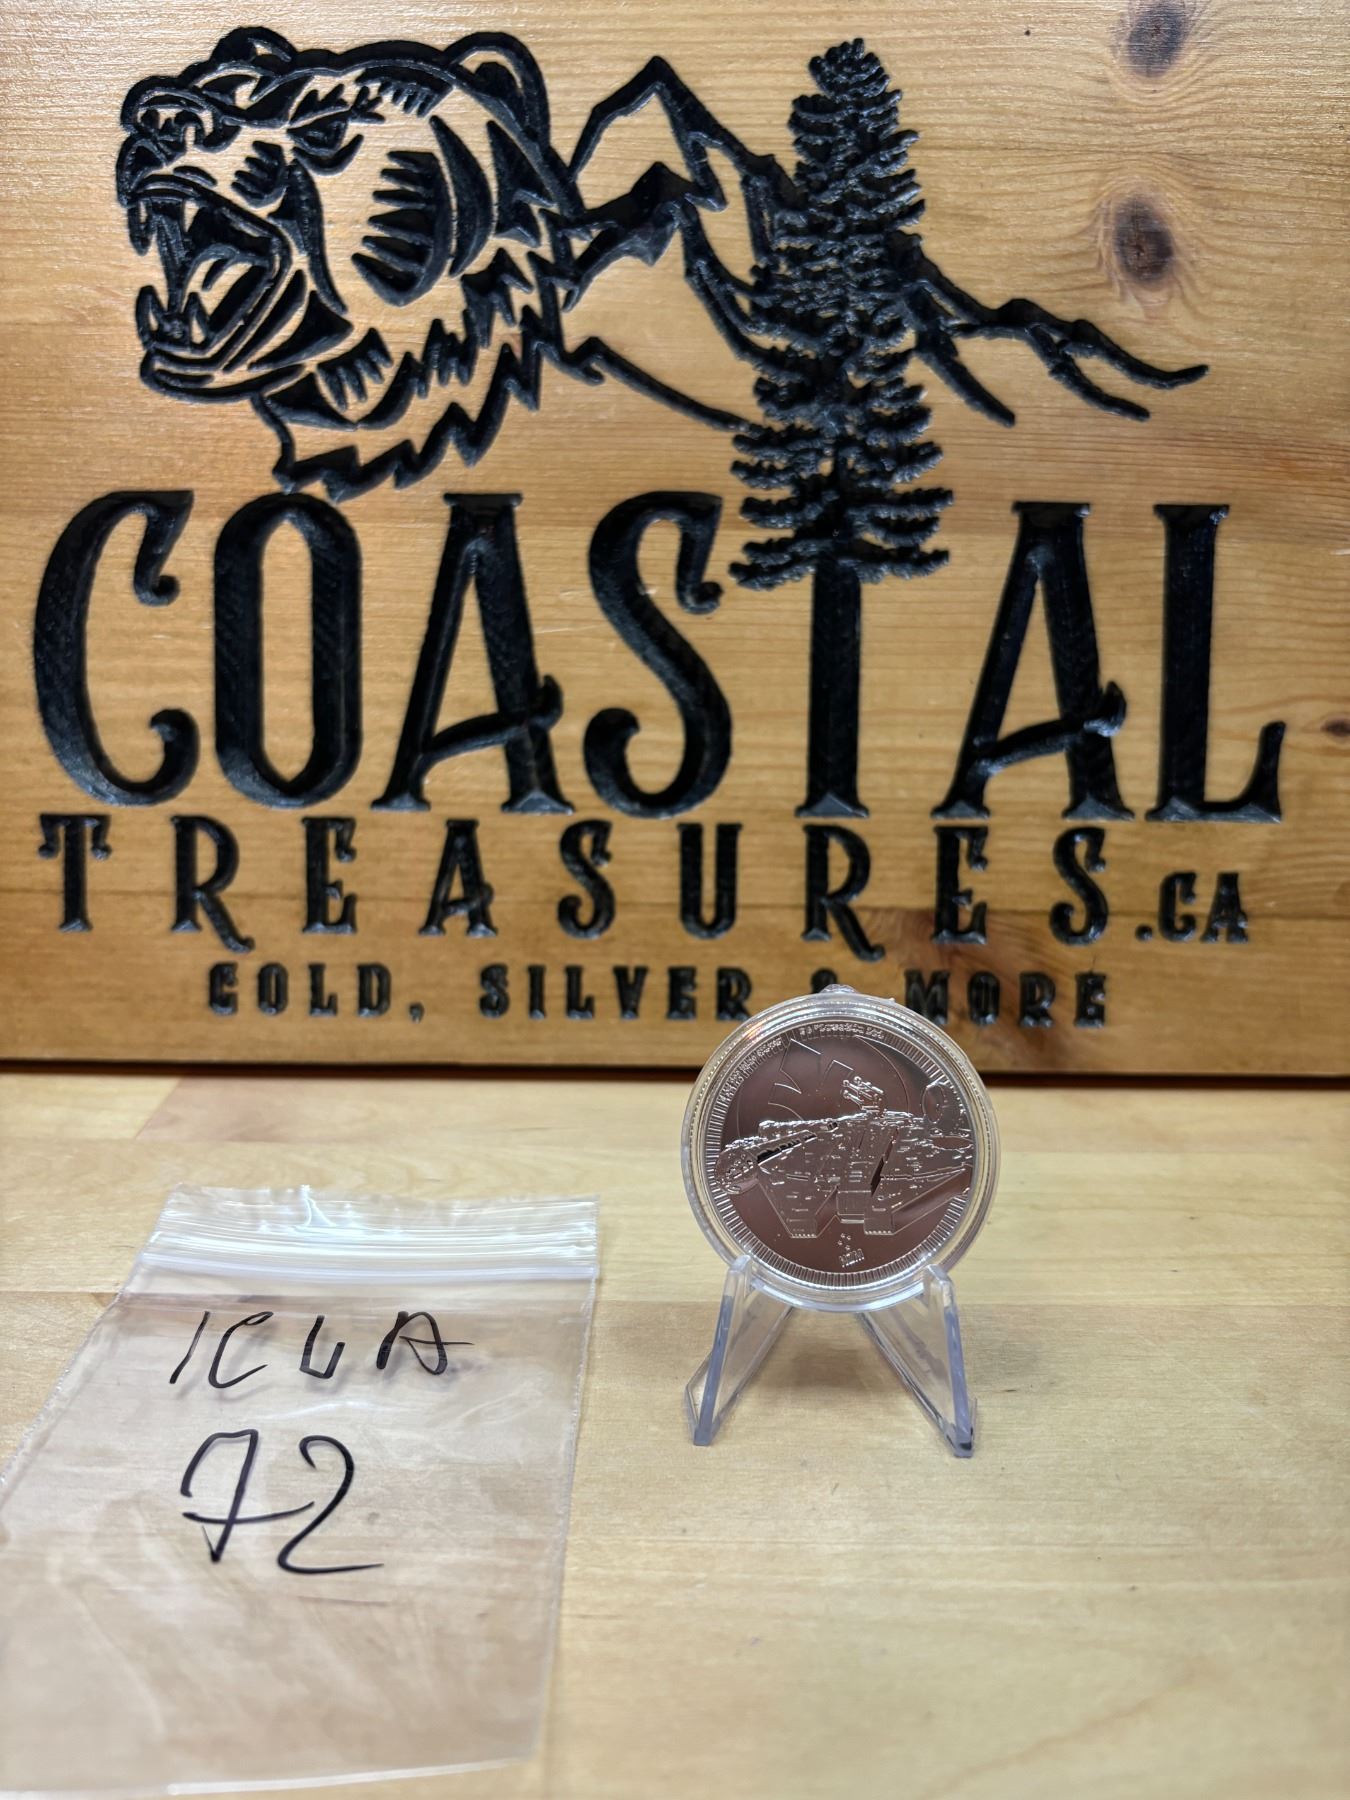 COASTAL
TREASURES.CA
GOLD, SILVER & MORE
ICLA
72